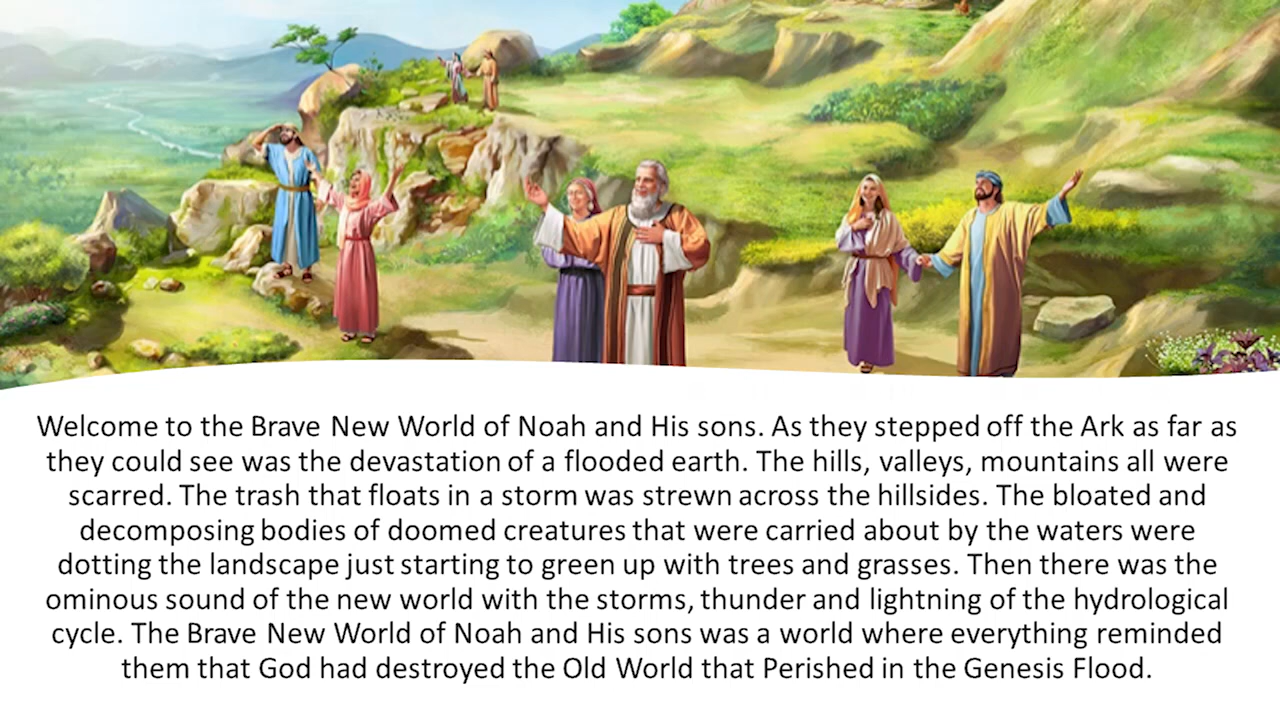 Welcome to the Brave New World of Noah and His sons. As they stepped off the Ark as far as
they could see was the devastation of a flooded earth. The hills, valleys, mountains all were
scarred. The trash that floats in a storm was strewn across the hillsides. The bloated and
decomposing bodies of doomed creatures that were carried about by the waters were
dotting the landscape just starting to green up with trees and grasses. Then there was the
ominous sound of the new world with the storms, thunder and lightning of the hydrological
cycle. The Brave New World of Noah and His sons was a world where everything reminded
them that God had destroyed the Old World that Perished in the Genesis Flood.